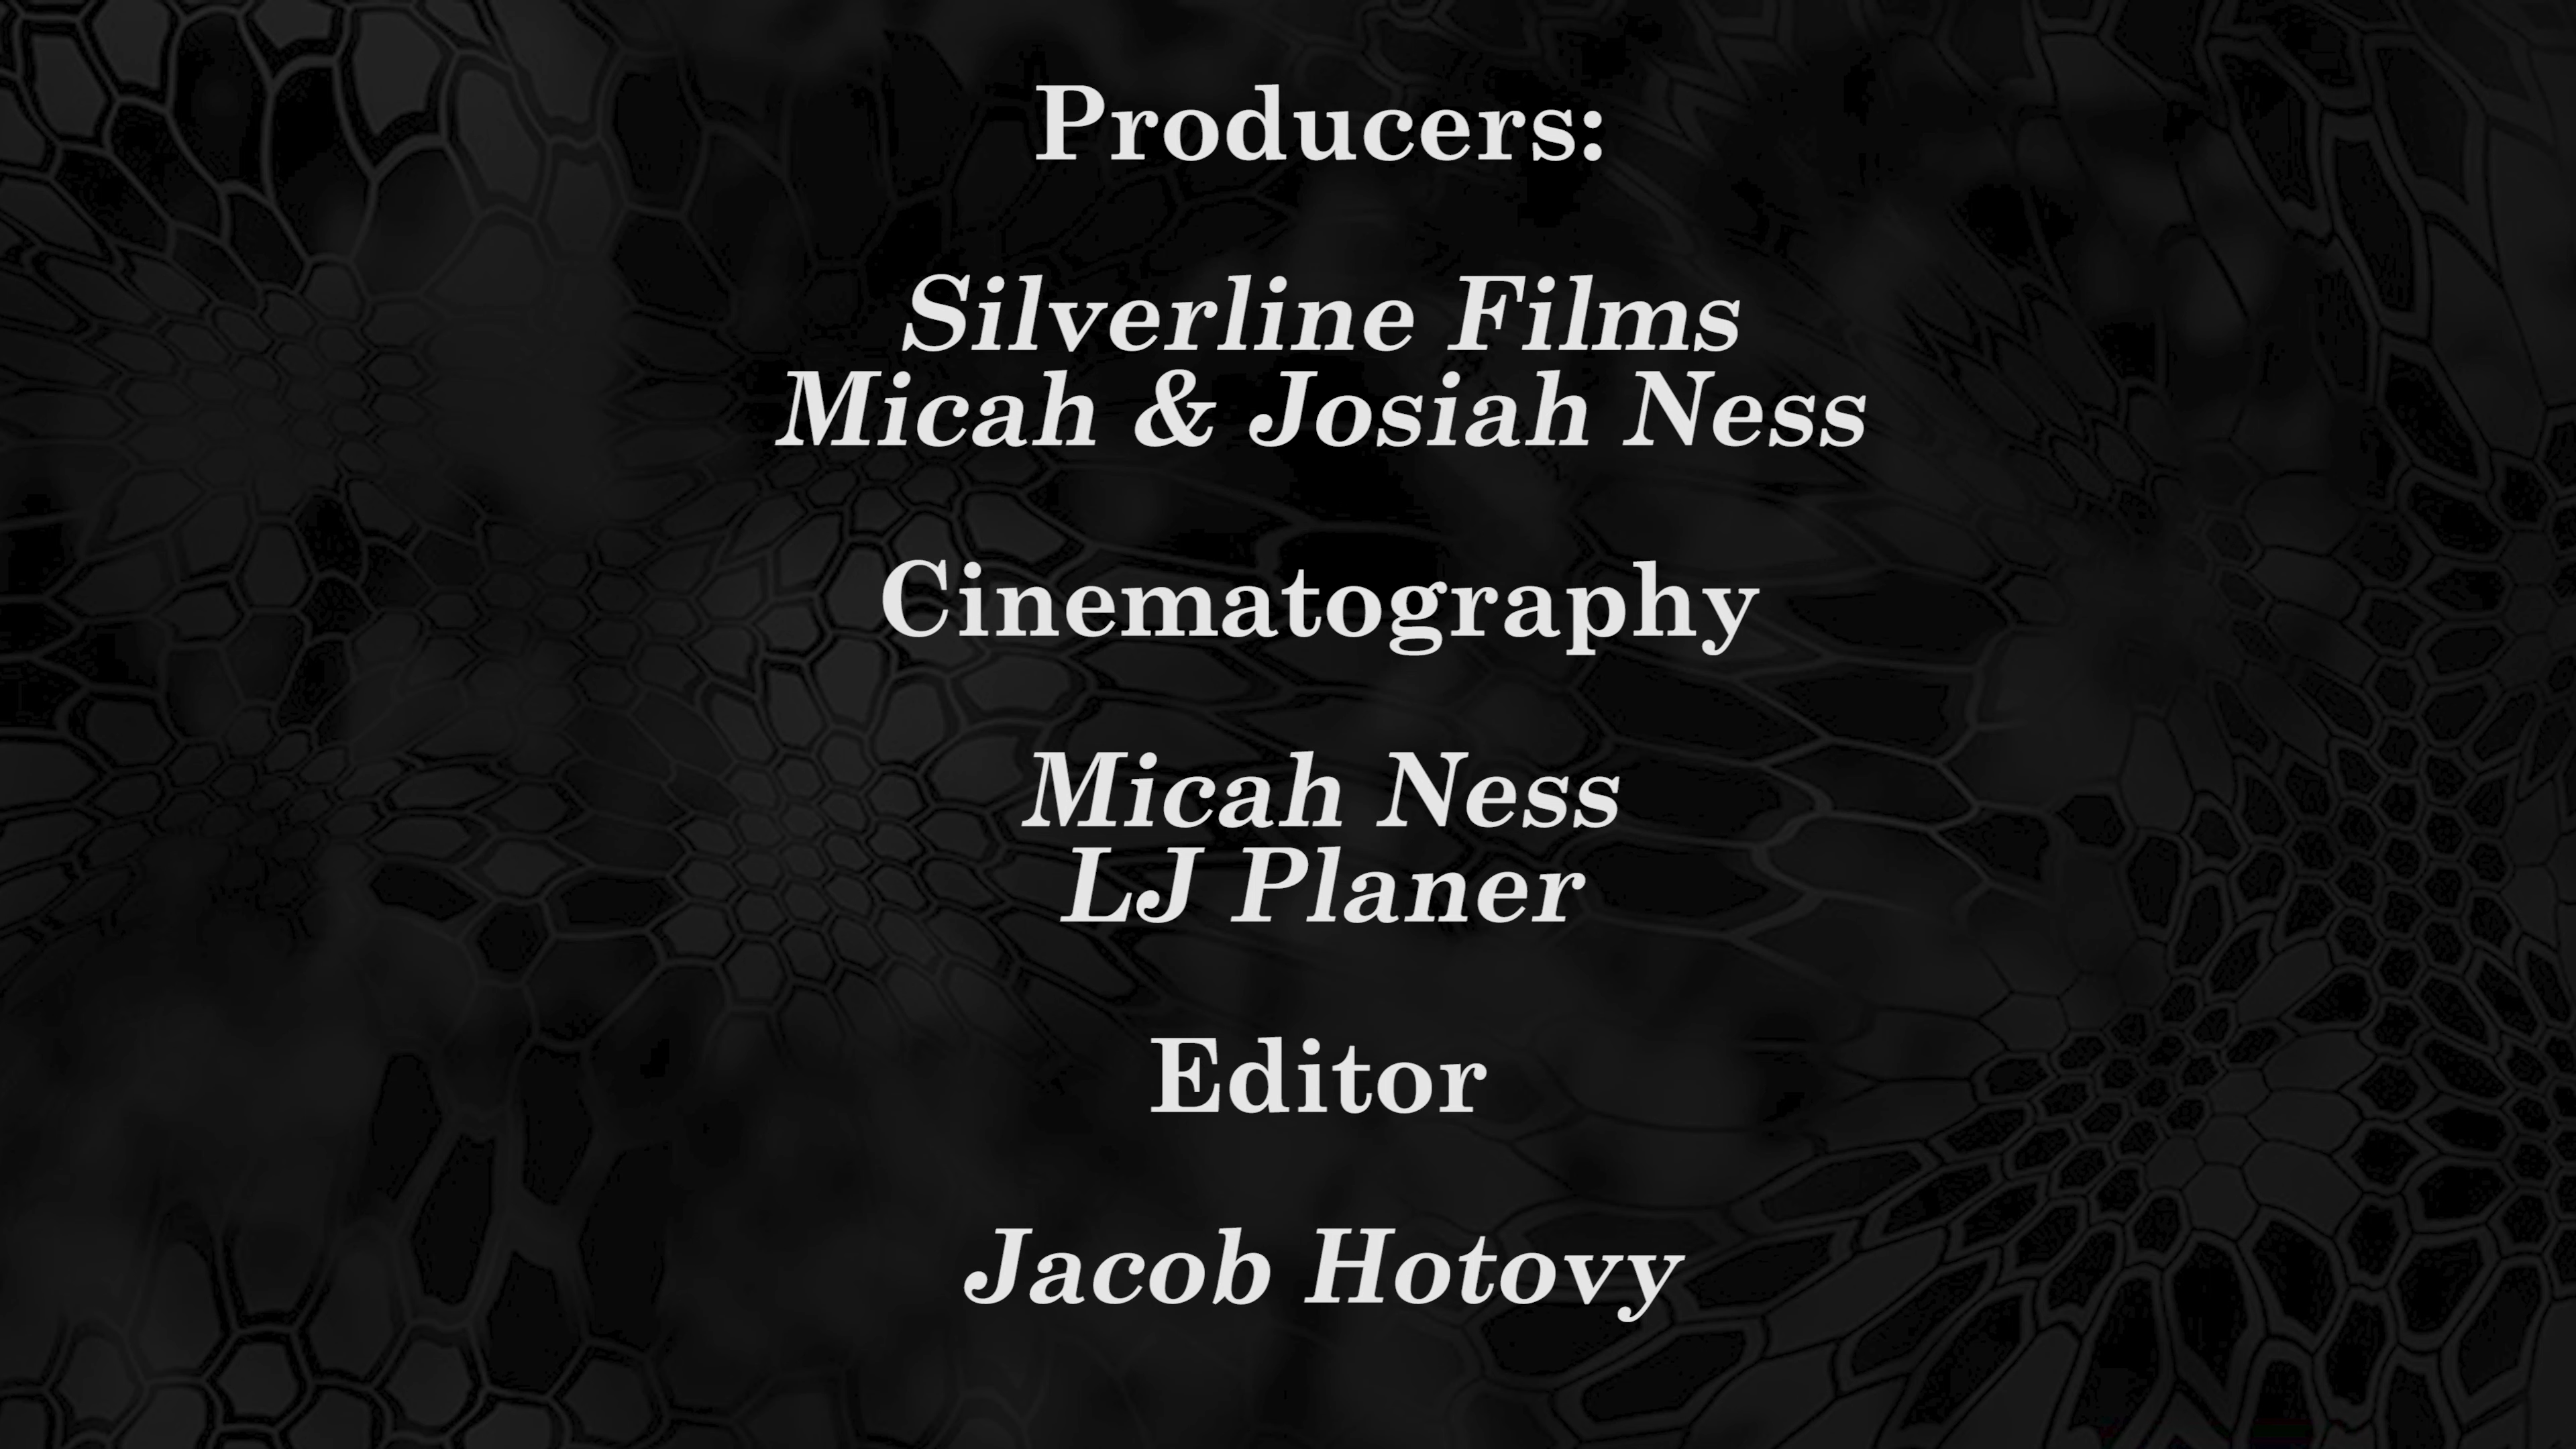 Producers:
Silverline Films
Micah & Josiah Ness
Cinematography
Micah Ness
LJ Planer
Editor
Jacob Hotovy